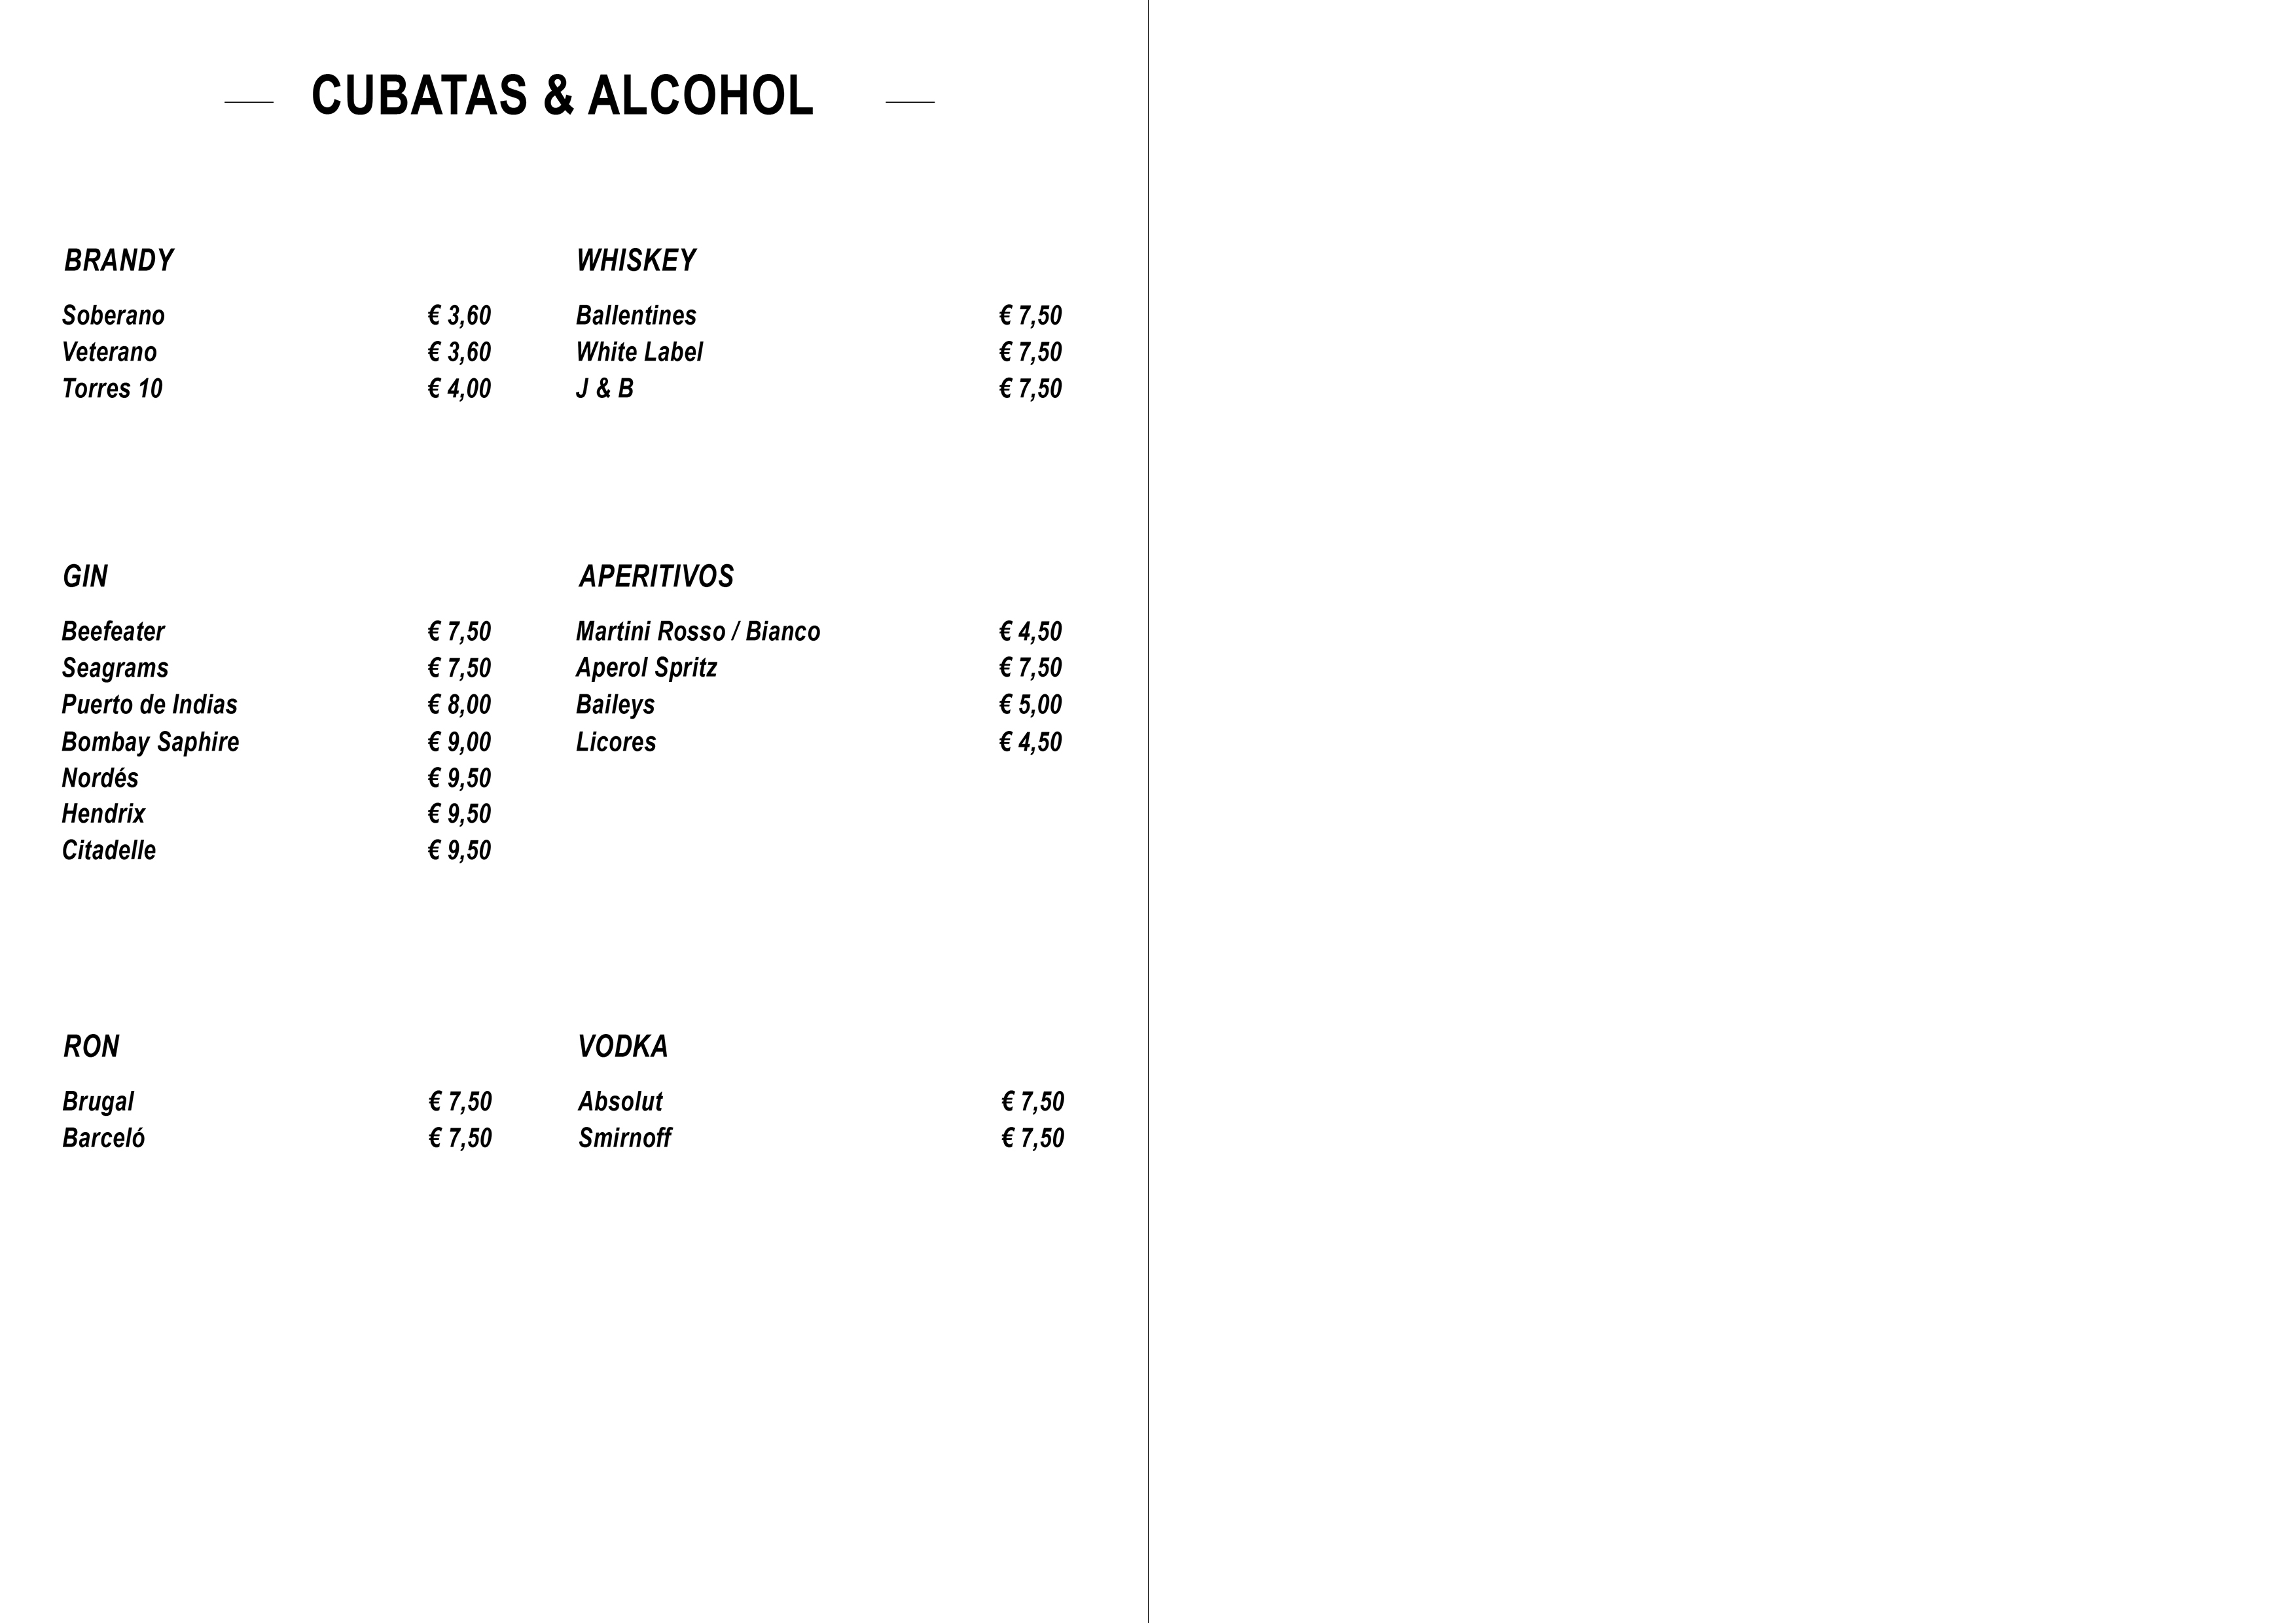 CUBATAS & ALCOHOL
BRANDY
Soberano € 3,60
Veterano € 3,60
Torres 10 € 4,00
WHISKEY
Ballentines € 7,50
White Label € 7,50
J & B € 7,50
GIN
Beefeater € 7,50
Seagrams € 7,50
Puerto de Indias € 8,00
Bombay Saphire € 9,00
Nordés € 9,50
Hendrix € 9,50
Citadelle € 9,50
APERITIVOS
Martini Rosso / Bianco € 4,50
Aperol Spritz € 7,50
Baileys € 5,00
Licores € 4,50
RON
Brugal € 7,50
Barceló € 7,50
VODKA
Absolut € 7,50
Smirnoff € 7,50